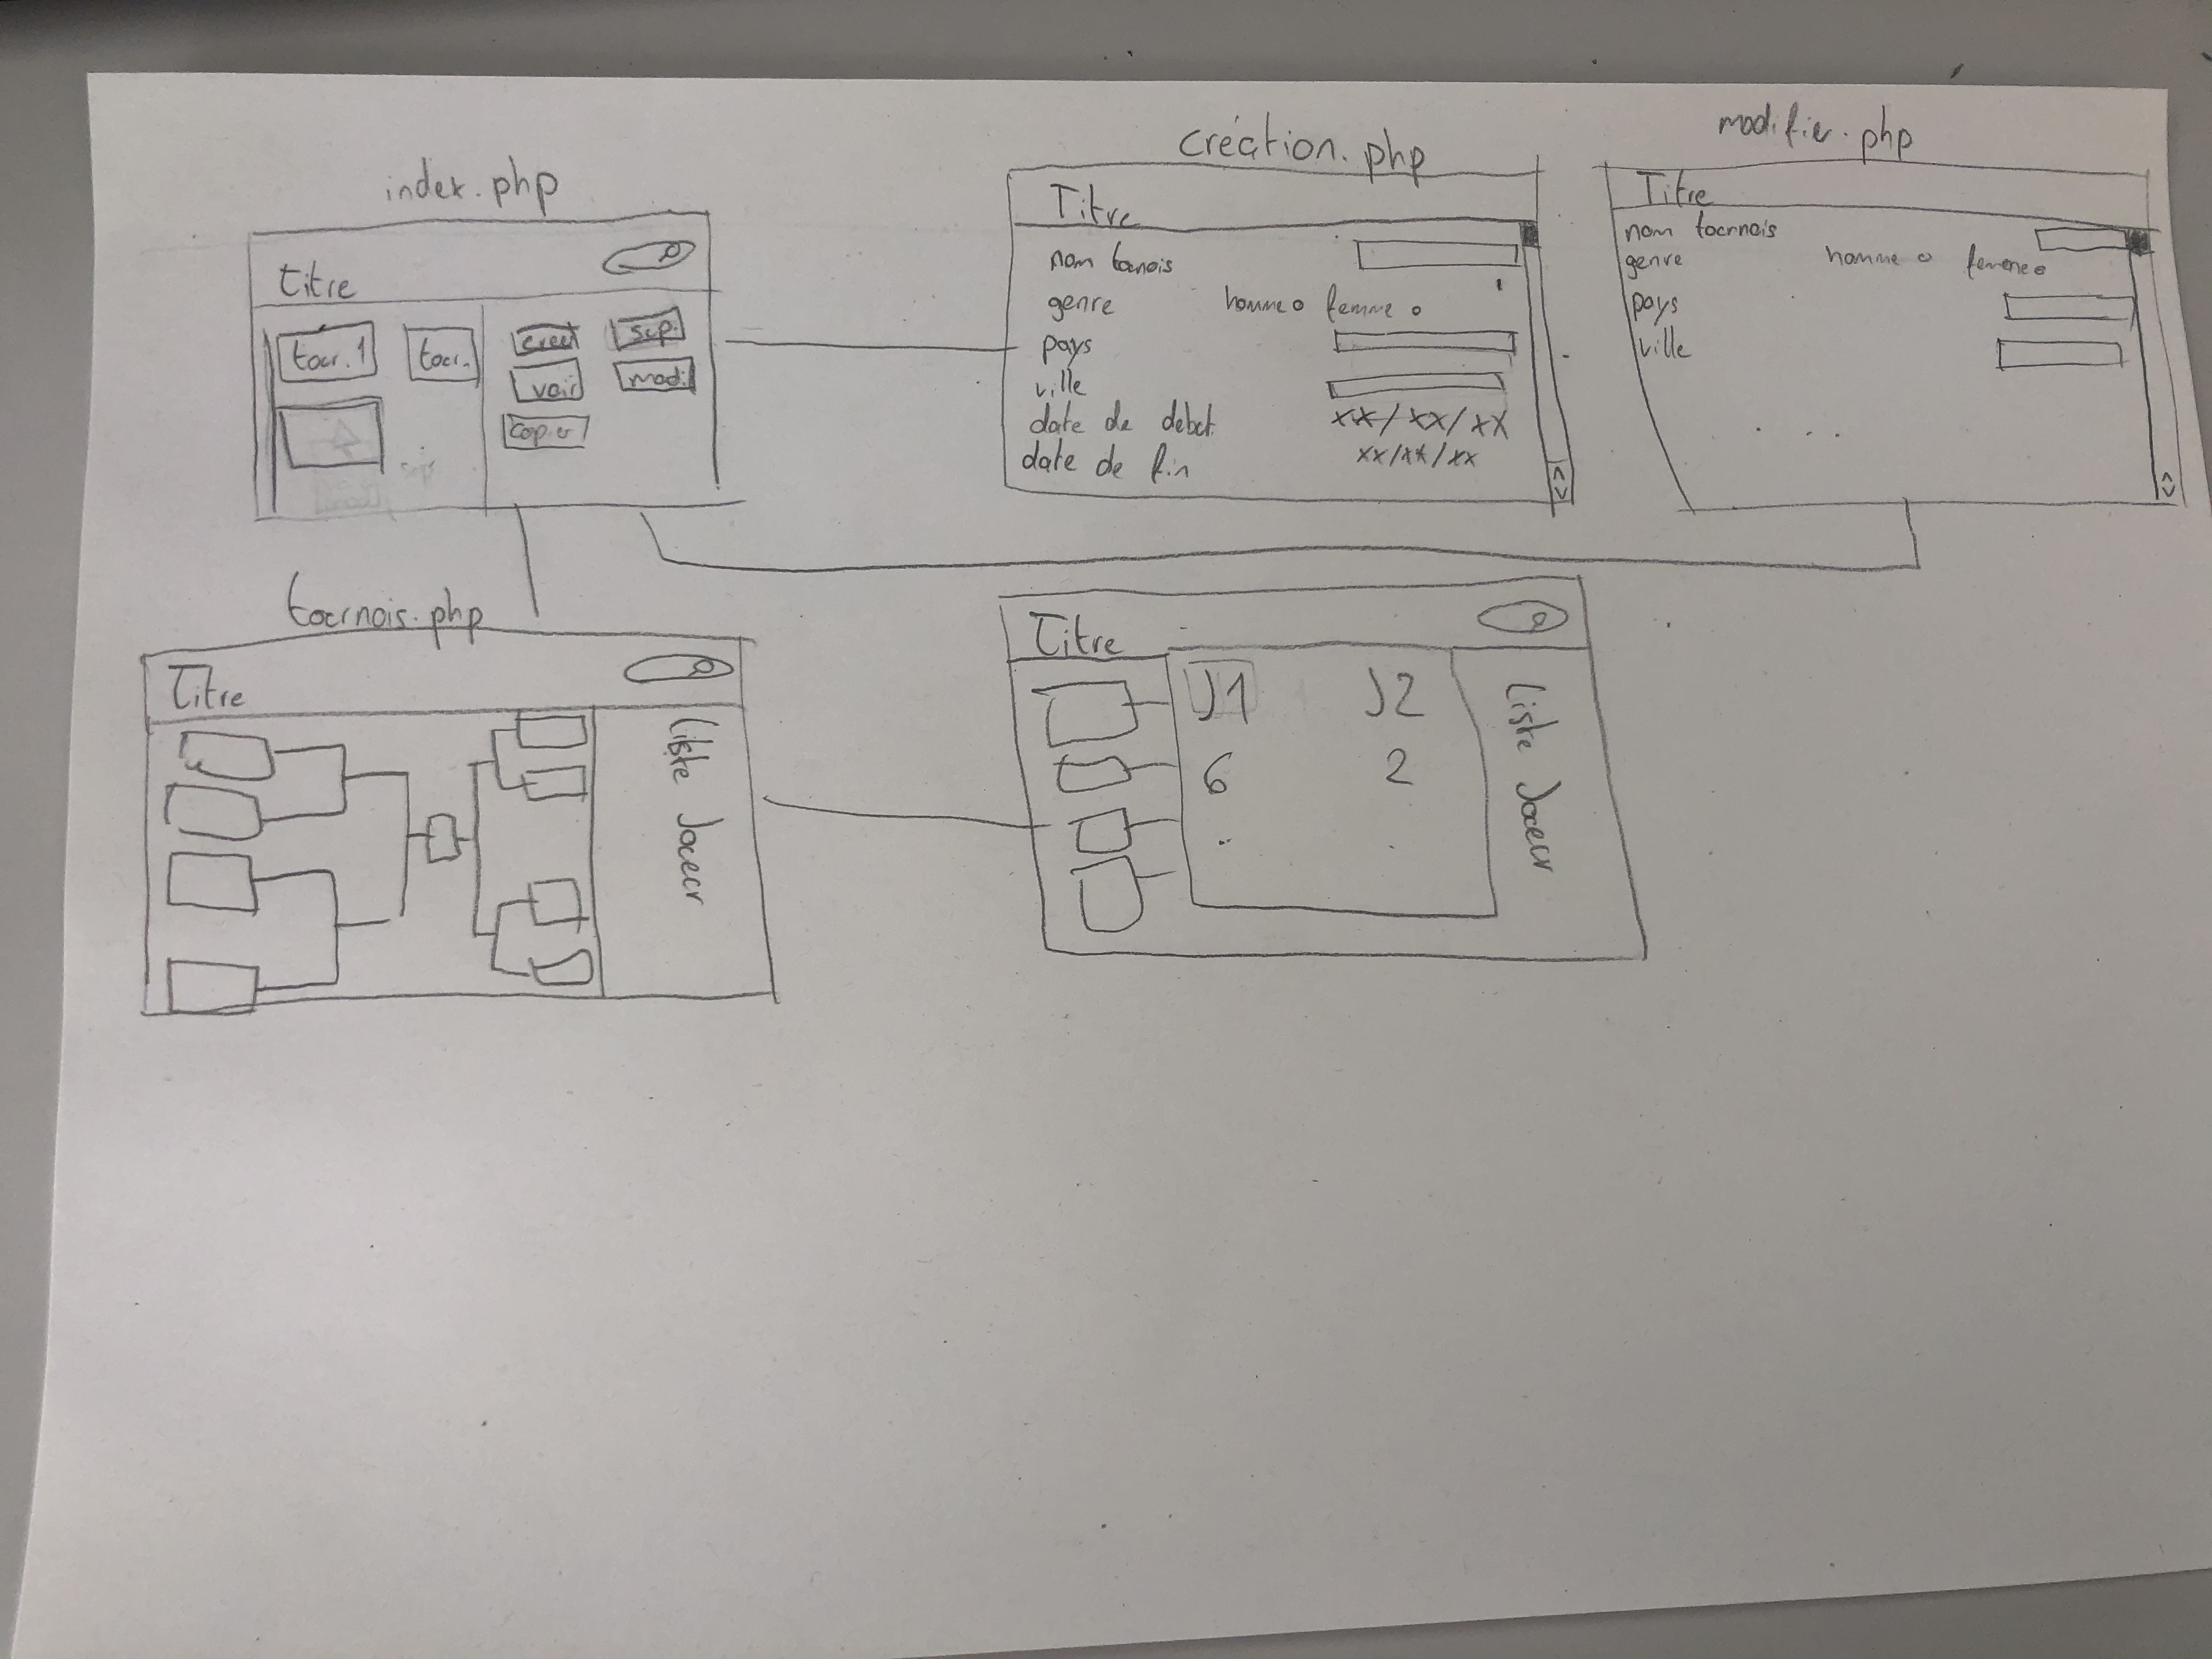 index.php
Titre
tour.1
tour.
creer
sup.
voir
modi
copier
création.php
Titre
nom tournois
genre homme o femme o
pays
ville
date de debut xx/xx/xx
date de fin xx/xx/xx
modifier.php
Titre
nom tournois
genre homme o femme o
pays
ville
. . .
tournois.php
Titre
Liste Joueur
Titre
J1 J2
6 2
. .
Liste Joueur